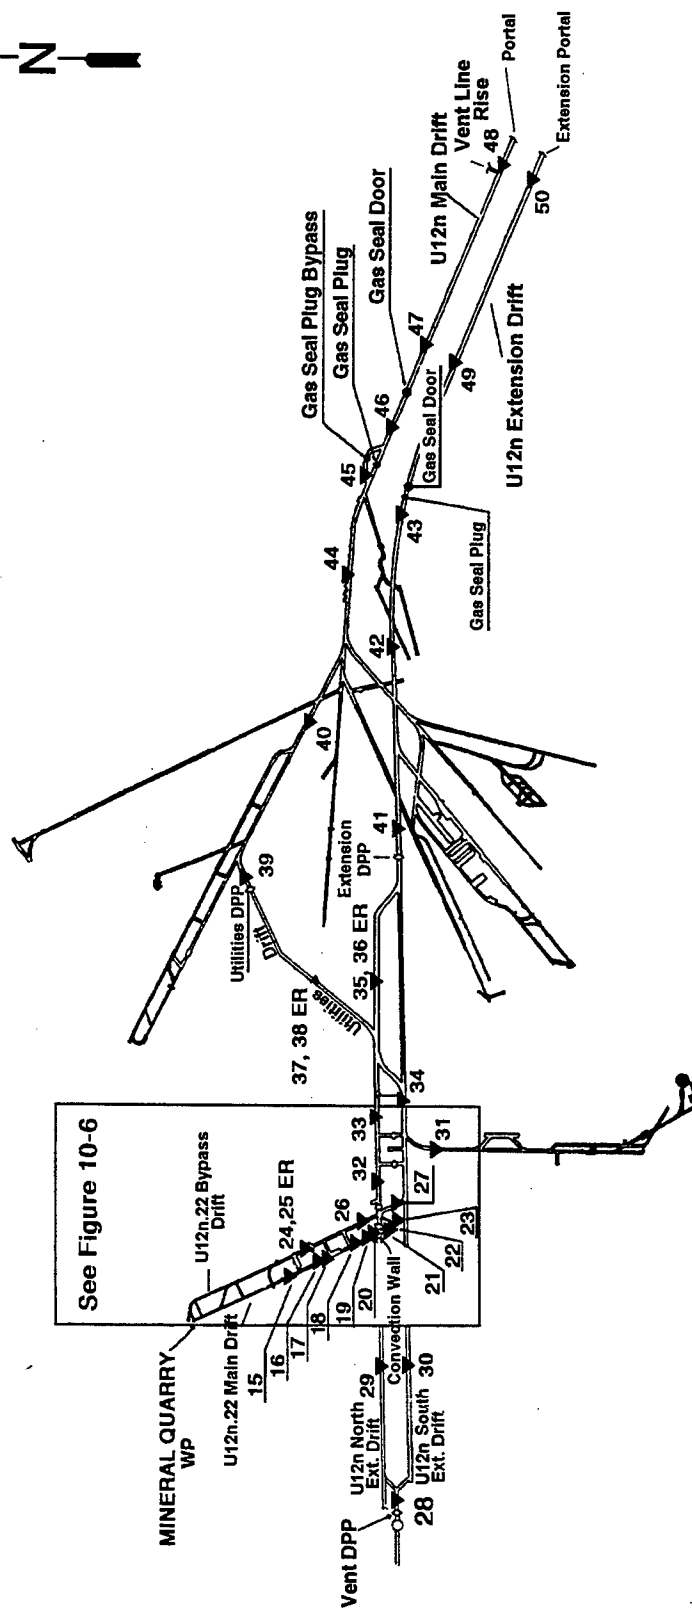 N
Portal
Extension Portal
Vent Line
Rise
48
U12n Main Drift
50
Gas Seal Door
Gas Seal Plug Bypass
Gas Seal Plug
47
49
U12n Extension Drift
46
Gas Seal Door
45
43
Gas Seal Plug
44
42
40
41
Extension
DPP
39
Utilities DPP
Utilities
Drift
36 ER
35
37, 38 ER
34
33
31
32
See Figure 10-6
27
26
24,25 ER
U12n.22 Bypass
Drift
23
22
21
20
19
18
17
16
15
Convection Wall
U12n.22 Main Drift
MINERAL QUARRY
WP
29
30
U12n North
Ext. Drift
U12n South
Ext. Drift
28
Vent DPP